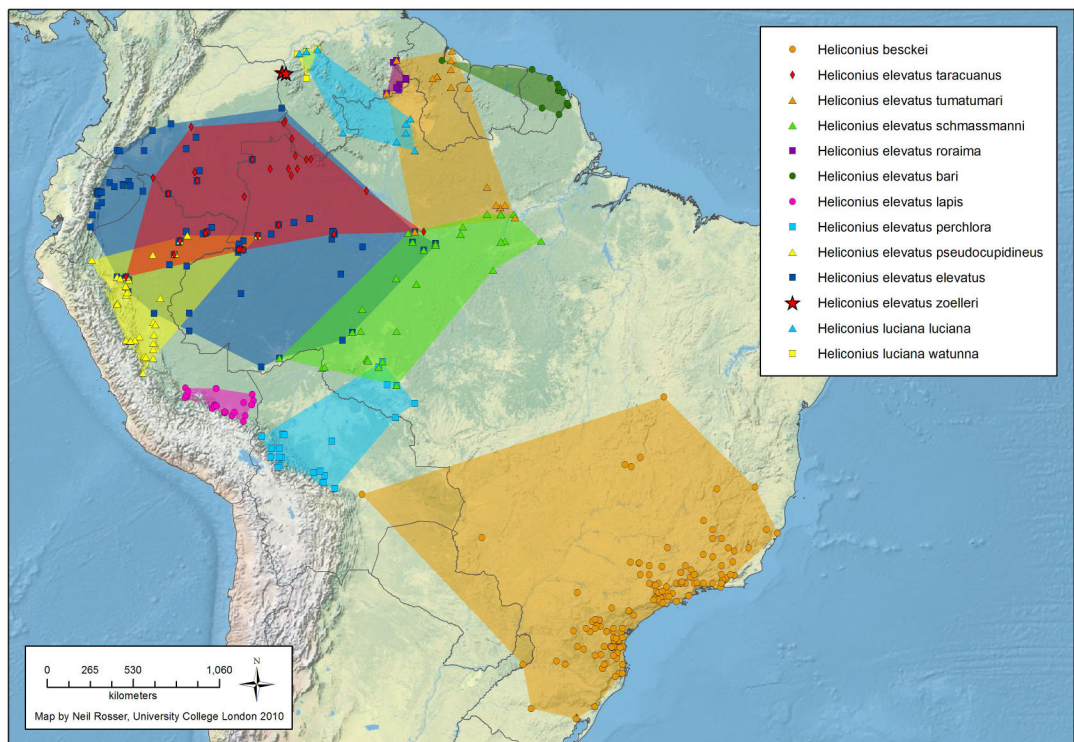 Heliconius besckei
Heliconius elevatus taracuanus
Heliconius elevatus tumatumari
Heliconius elevatus schmassmanni
Heliconius elevatus roraima
Heliconius elevatus bari
Heliconius elevatus lapis
Heliconius elevatus perchlora
Heliconius elevatus pseudocupidineus
Heliconius elevatus elevatus
Heliconius elevatus zoelleri
Heliconius luciana luciana
Heliconius luciana watunna
0 265 530 1,060
kilometers
N
Map by Neil Rosser, University College London 2010